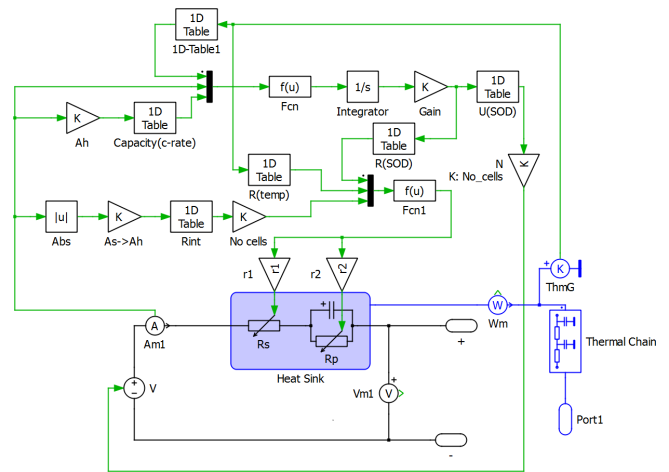 1D
Table
1D-Table1
f(u)
Fcn
1/s
Integrator
K
Gain
1D
Table
U(SOD)
K
Ah
1D
Table
Capacity(c-rate)
1D
Table
R(SOD)
N
K: No_cells
K
1D
Table
R(temp)
f(u)
Fcn1
|u|
Abs
K
As->Ah
1D
Table
Rint
K
No cells
r1
r1
r2
r2
+
K
ThmG
A
Am1
Rs
+
Rp
Heat Sink
W
Wm
+
Thermal Chain
+
−
V
+
V
Vm1
Port1
-